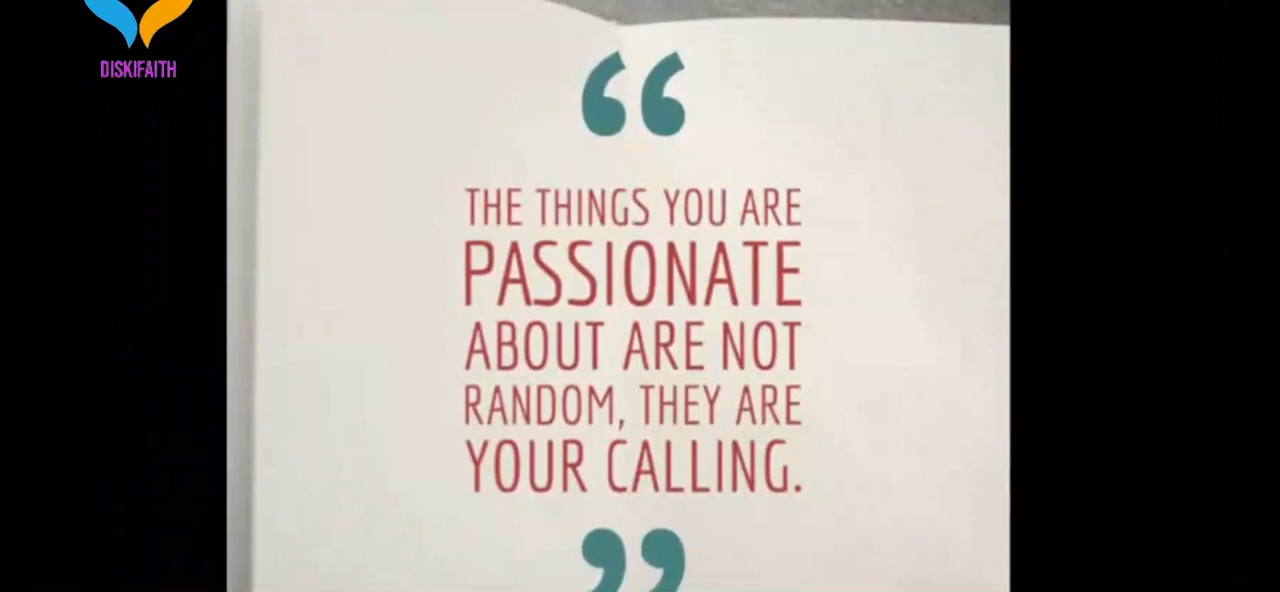 DISKIFAITH
“
THE THINGS YOU ARE
PASSIONATE
ABOUT ARE NOT
RANDOM, THEY ARE
YOUR CALLING.
”